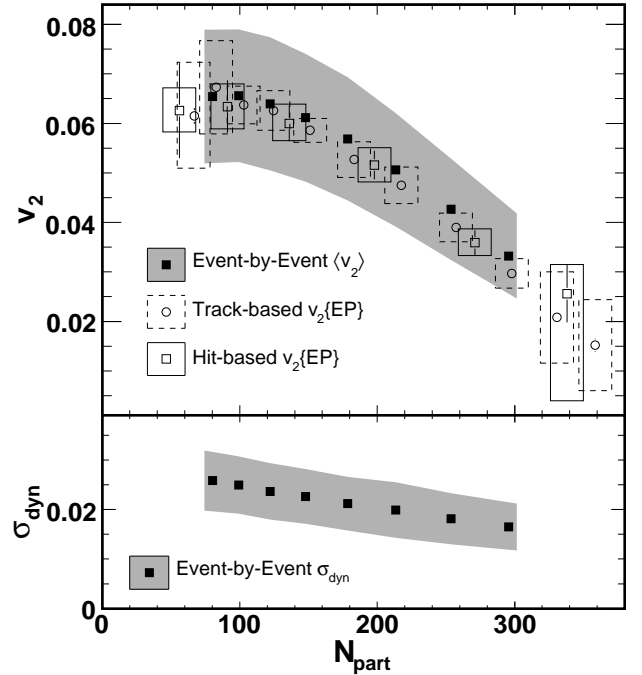 0.08
0.06
0.04
0.02
v2
Event-by-Event ⟨v2⟩
Track-based v2{EP}
Hit-based v2{EP}
0.02
0
σdyn
Event-by-Event σdyn
0 100 200 300
Npart